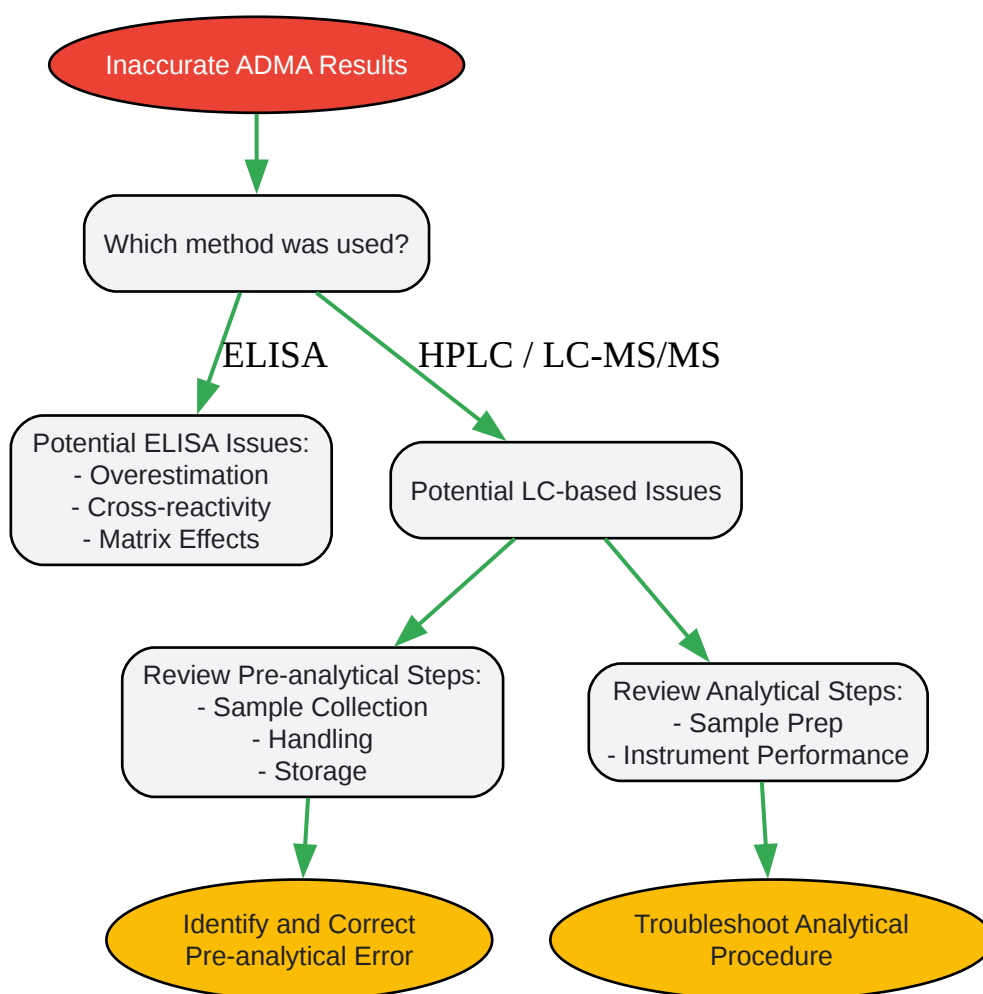 Inaccurate ADMA Results
Which method was used?
ELISA
HPLC / LC-MS/MS
Potential ELISA Issues:
- Overestimation
- Cross-reactivity
- Matrix Effects
Potential LC-based Issues
Review Pre-analytical Steps:
- Sample Collection
- Handling
- Storage
Review Analytical Steps:
- Sample Prep
- Instrument Performance
Identify and Correct
Pre-analytical Error
Troubleshoot Analytical
Procedure